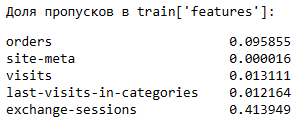 Доля пропусков в train['features']:
orders 0.095855
site-meta 0.000016
visits 0.013111
last-visits-in-categories 0.012164
exchange-sessions 0.413949